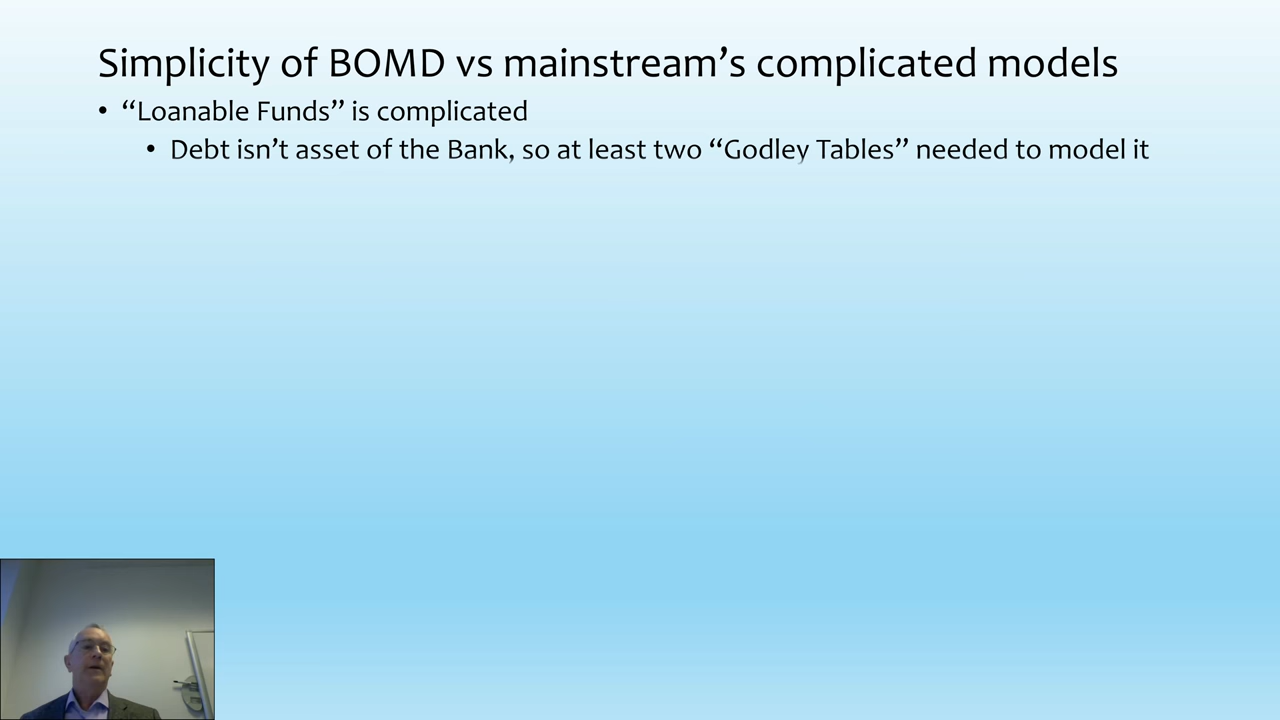 Simplicity of BOMD vs mainstream’s complicated models
• “Loanable Funds” is complicated
• Debt isn’t asset of the Bank, so at least two “Godley Tables” needed to model it